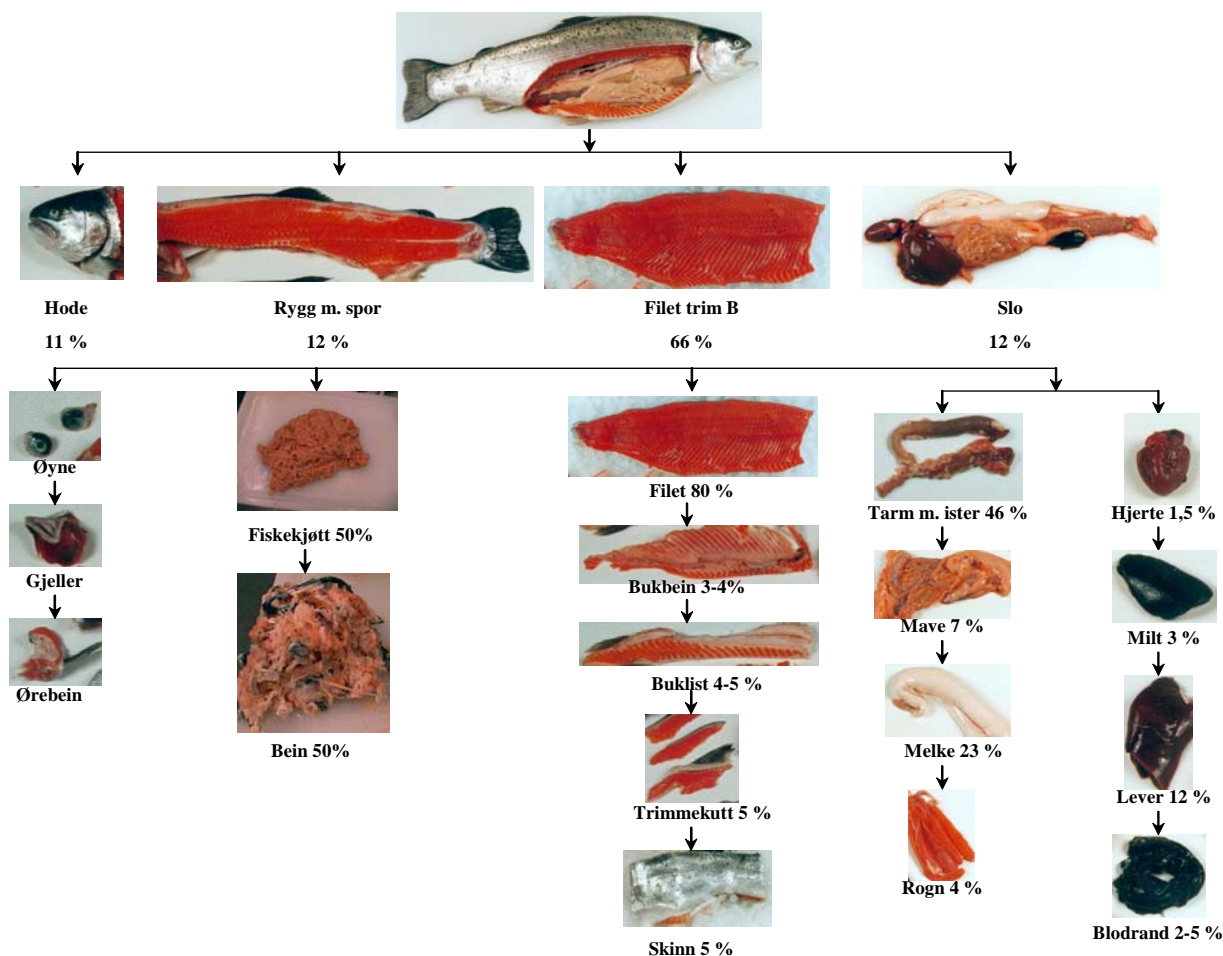 Hode
Rygg m. spor
Filet trim B
Slo
11 %
12 %
66 %
12 %
Øyne
Gjeller
Ørebein
Fiskekjøtt 50%
Bein 50%
Filet 80 %
Bukbein 3-4%
Buklist 4-5 %
Trimmekutt 5 %
Skinn 5 %
Tarm m. ister 46 %
Mave 7 %
Melke 23 %
Rogn 4 %
Hjerte 1,5 %
Milt 3 %
Lever 12 %
Blodrand 2-5 %